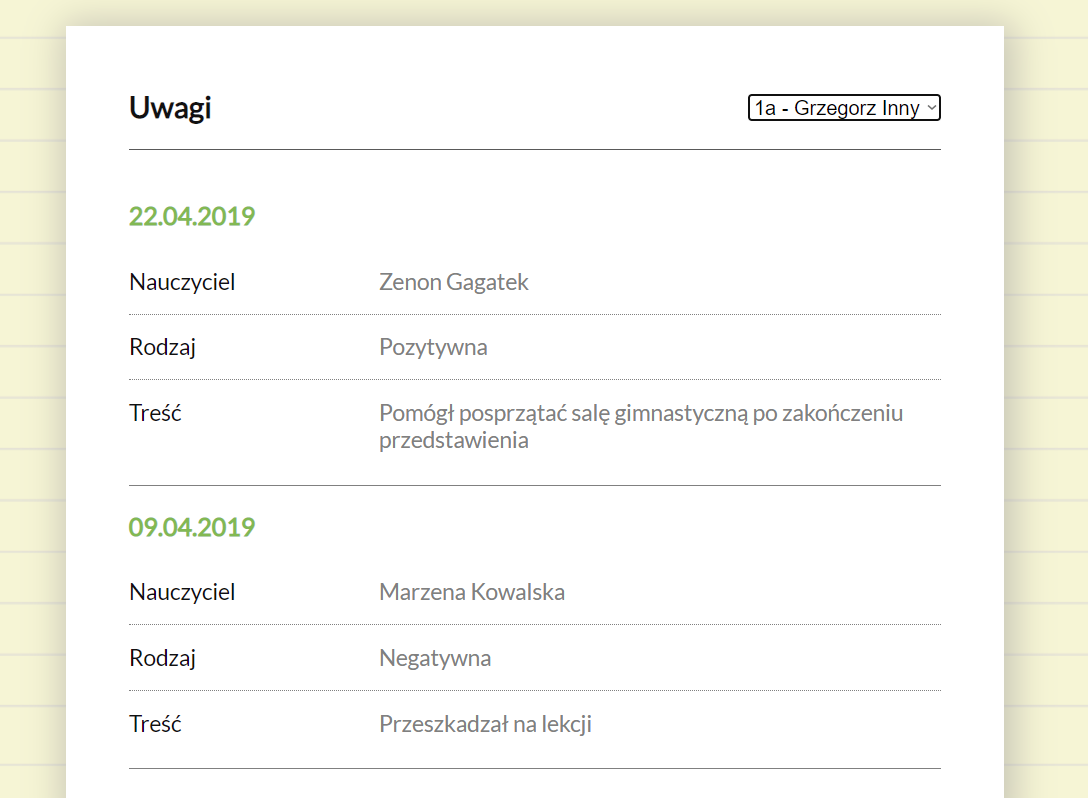 Uwagi
1a - Grzegorz Inny
22.04.2019
Nauczyciel Zenon Gagatek
Rodzaj Pozytywna
Treść Pomógł posprzątać salę gimnastyczną po zakończeniu
przedstawienia
09.04.2019
Nauczyciel Marzena Kowalska
Rodzaj Negatywna
Treść Przeszkadzał na lekcji